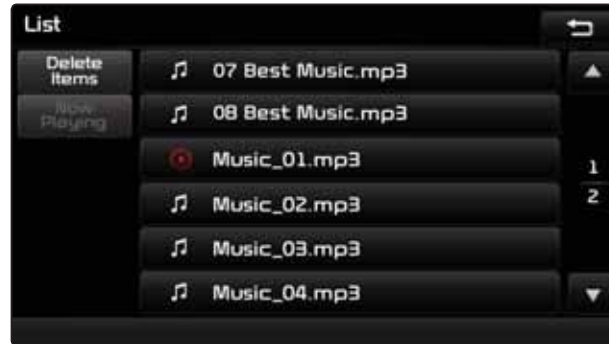 List
Delete
Items
Now
Playing
07 Best Music.mp3
08 Best Music.mp3
Music_01.mp3
Music_02.mp3
Music_03.mp3
Music_04.mp3
1
2